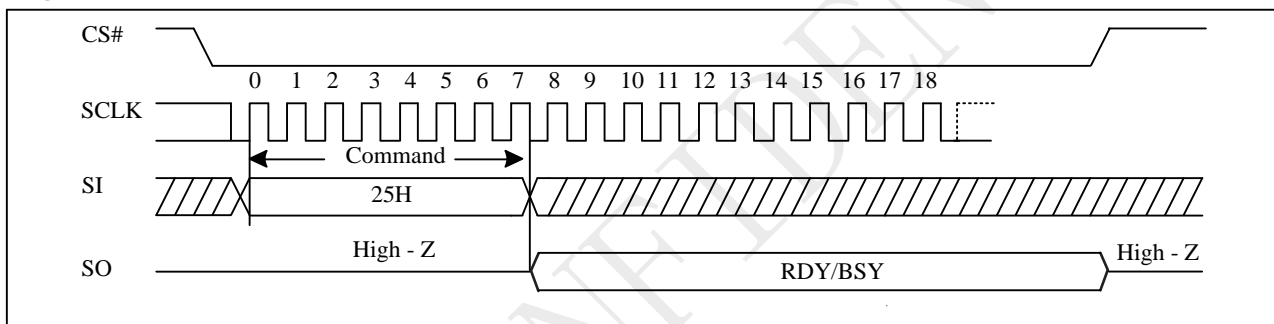 CS#
0 1 2 3 4 5 6 7 8 9 10 11 12 13 14 15 16 17 18
SCLK
Command
SI
25H
High - Z
High - Z
SO
RDY/BSY